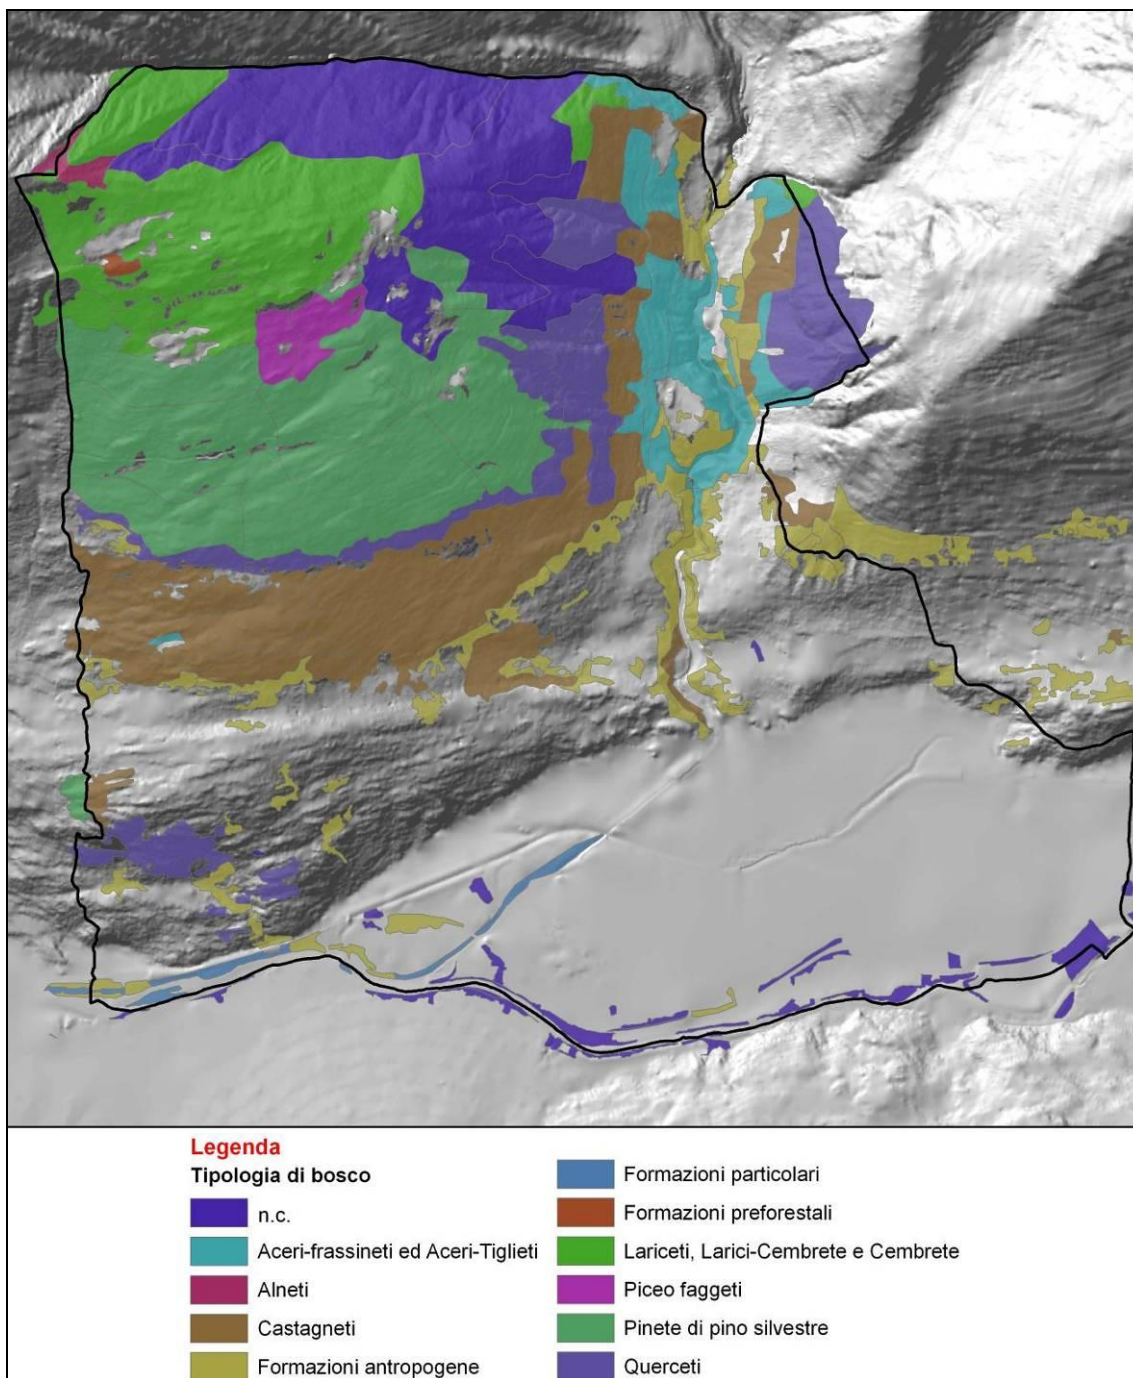 Legenda
Tipologia di bosco
n.c.
Aceri-frassineti ed Aceri-Tiglieti
Alneti
Castagneti
Formazioni antropogene
Formazioni particolari
Formazioni preforestali
Lariceti, Larici-Cembrete e Cembrete
Piceo faggeti
Pinete di pino silvestre
Querceti